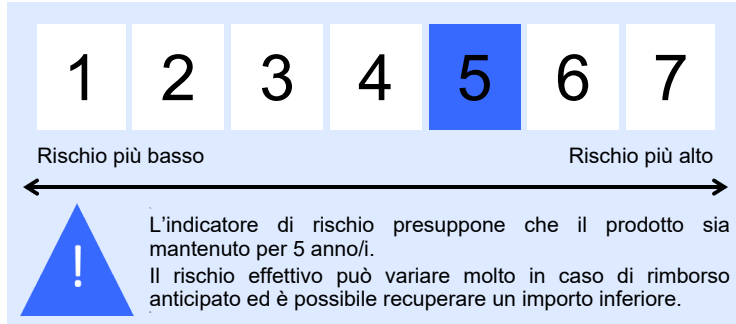 1 2 3 4 5 6 7
Rischio più basso Rischio più alto
L'indicatore di rischio presuppone che il prodotto sia
mantenuto per 5 anno/i.
!
Il rischio effettivo può variare molto in caso di rimborso
anticipato ed è possibile recuperare un importo inferiore.